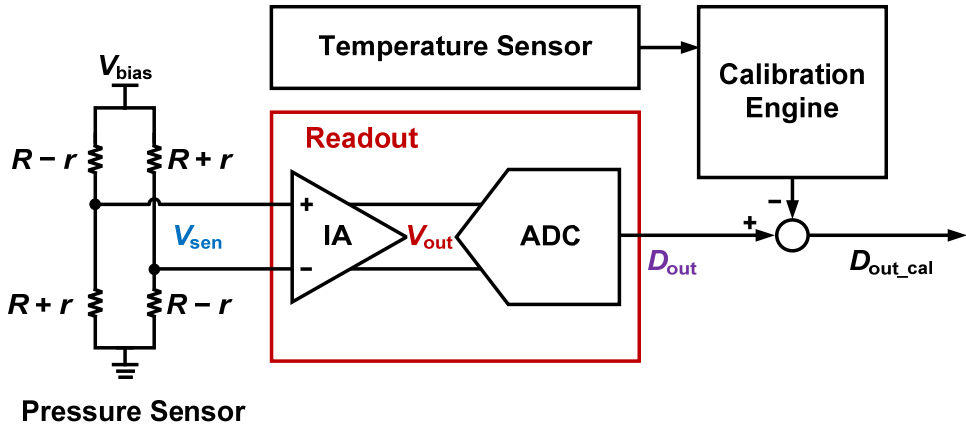 Temperature Sensor
Calibration
Engine
Vbias
Readout
R − r
R + r
+
IA
−
Vsen
Vout
ADC
Dout
+
−
Dout_cal
R + r
R − r
Pressure Sensor